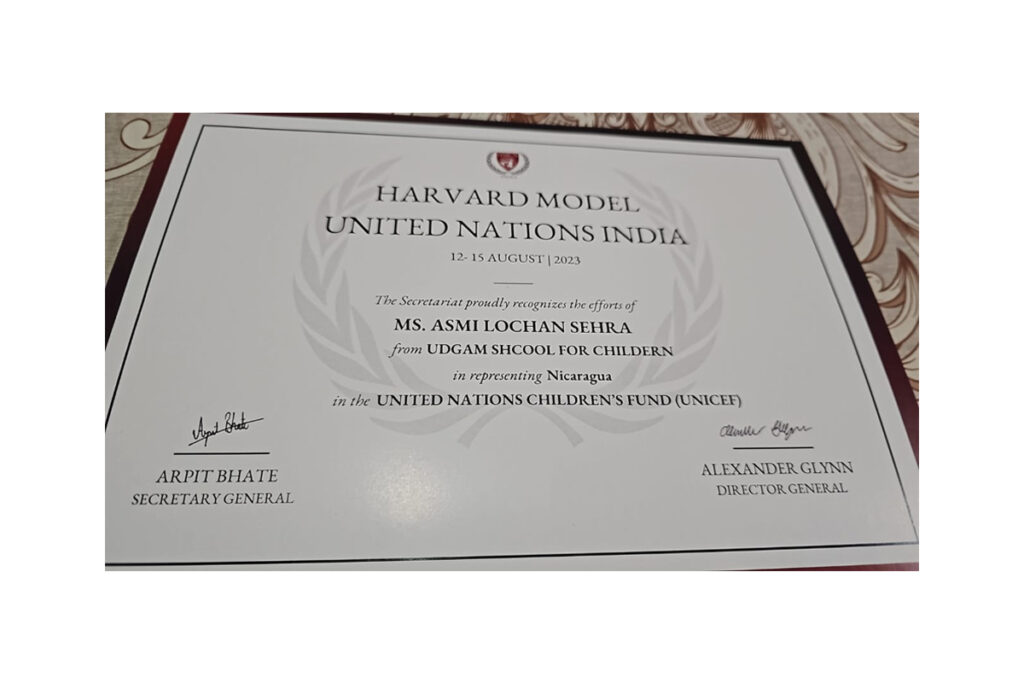 HARVARD MODEL
UNITED NATIONS INDIA
12- 15 AUGUST | 2023
The Secretariat proudly recognizes the efforts of
MS. ASMI LOCHAN SEHRA
from UDGAM SHCOOL FOR CHILDERN
in representing Nicaragua
in the UNITED NATIONS CHILDREN'S FUND (UNICEF)
Arpit Bhate
ARPIT BHATE
SECRETARY GENERAL
ALEXANDER GLYNN
DIRECTOR GENERAL